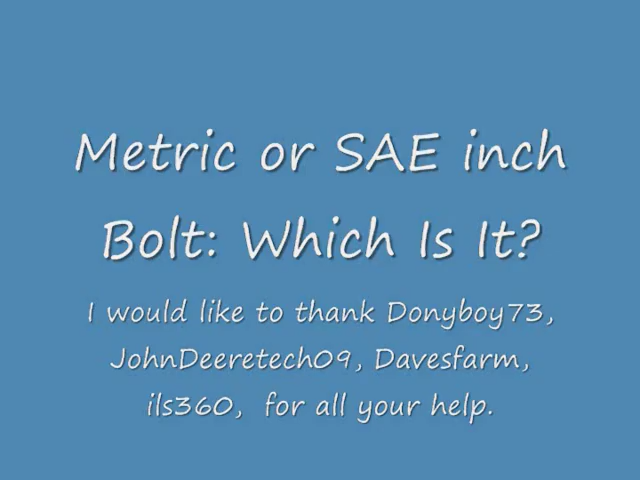 Metric or SAE inch
Bolt: Which Is It?
I would like to thank Donyboy73,
JohnDeeretech09, Davesfarm,
ils360,  for all your help.